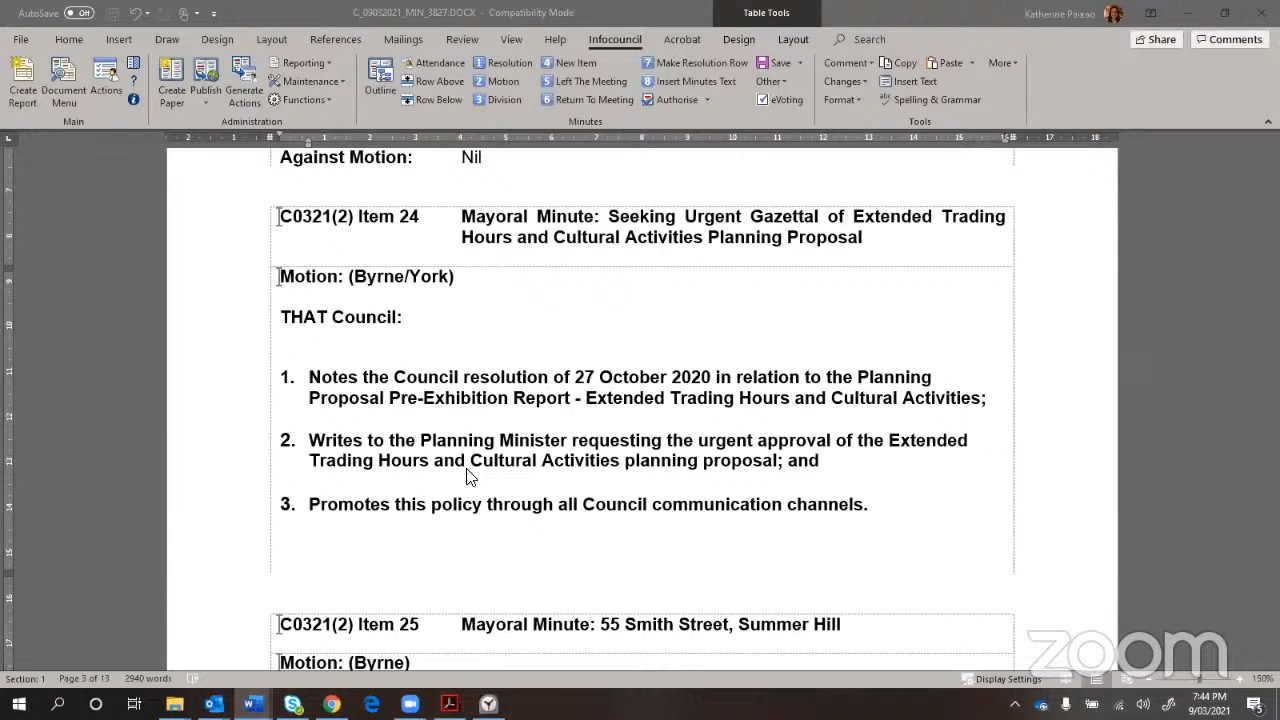 AutoSave Off
C_09032021_MIN_3827.DOCX - Compatibility Mode
Table Tools
Katherine Paixao
File Home Insert Draw Design Layout References Mailings Review View Help Infocouncil Acrobat Design Layout Search
Share Comments
Create Report
Document Menu
Actions
Main
Create Paper
Publish
Generate Actions
Reporting
Maintenance
Functions
Administration
Outline
Attendance
Row Above
Row Below
1 Resolution
2 Motion
3 Division
4 New Item
5 Left The Meeting
6 Return To Meeting
7 Make Resolution Row
8 Insert Minutes Text
Authorise
Save
Other
eVoting
Minutes
Comment
Changes
Format
Copy
Paste
Insert Text
Spelling & Grammar
More
Tools
Against Motion: Nil
C0321(2) Item 24 Mayoral Minute: Seeking Urgent Gazettal of Extended Trading
Hours and Cultural Activities Planning Proposal
Motion: (Byrne/York)
THAT Council:
1. Notes the Council resolution of 27 October 2020 in relation to the Planning
Proposal Pre-Exhibition Report - Extended Trading Hours and Cultural Activities;
2. Writes to the Planning Minister requesting the urgent approval of the Extended
Trading Hours and Cultural Activities planning proposal; and
3. Promotes this policy through all Council communication channels.
C0321(2) Item 25 Mayoral Minute: 55 Smith Street, Summer Hill
Motion: (Byrne)
zoom
Section: 1 Page 3 of 13 2940 words
Display Settings
150%
7:44 PM
9/03/2021